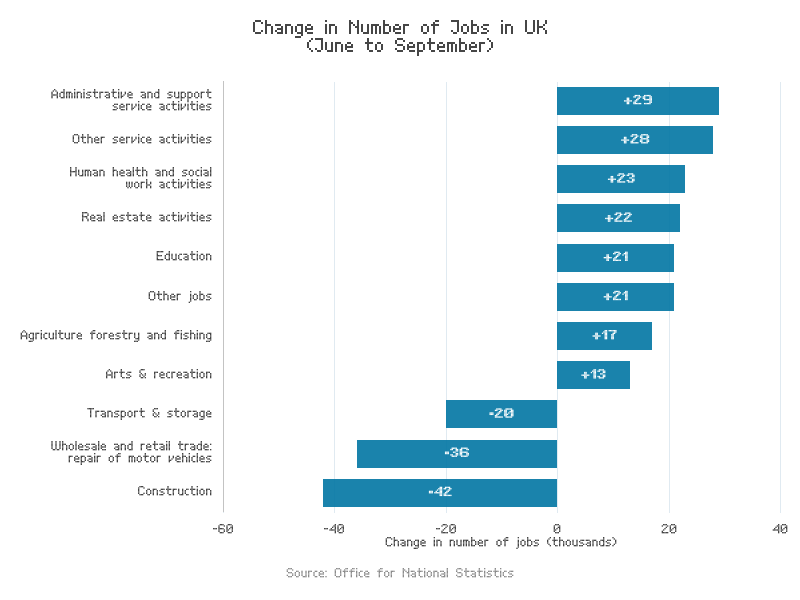 Change in Number of Jobs in UK
(June to September)
Administrative and support
service activities
+29
Other service activities
+28
Human health and social
work activities
+23
Real estate activities
+22
Education
+21
Other jobs
+21
Agriculture forestry and fishing
+17
Arts & recreation
+13
Transport & storage
-20
Wholesale and retail trade:
repair of motor vehicles
-36
Construction
-42
-60 -40 -20 0 20 40
Change in number of jobs (thousands)
Source: Office for National Statistics